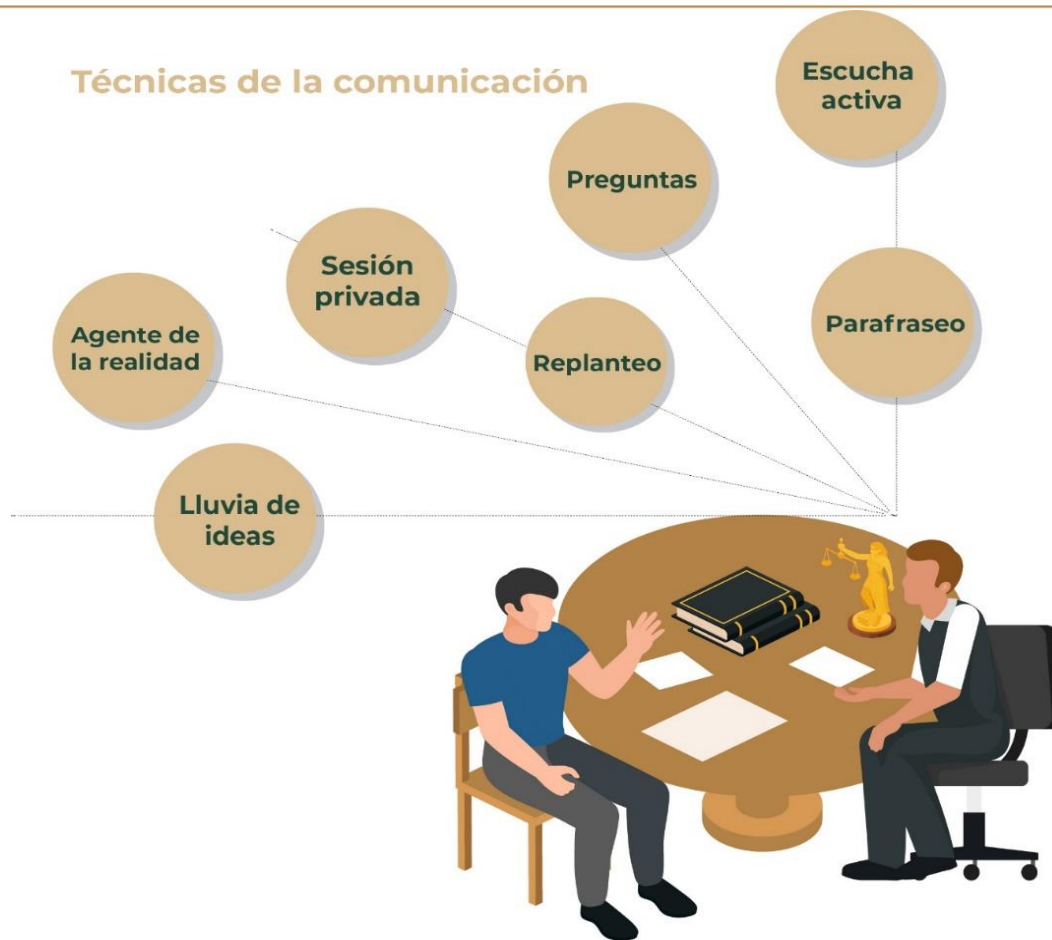 Técnicas de la comunicación
Escucha
activa
Preguntas
Sesión
privada
Parafraseo
Agente de
la realidad
Replanteo
Lluvia de
ideas